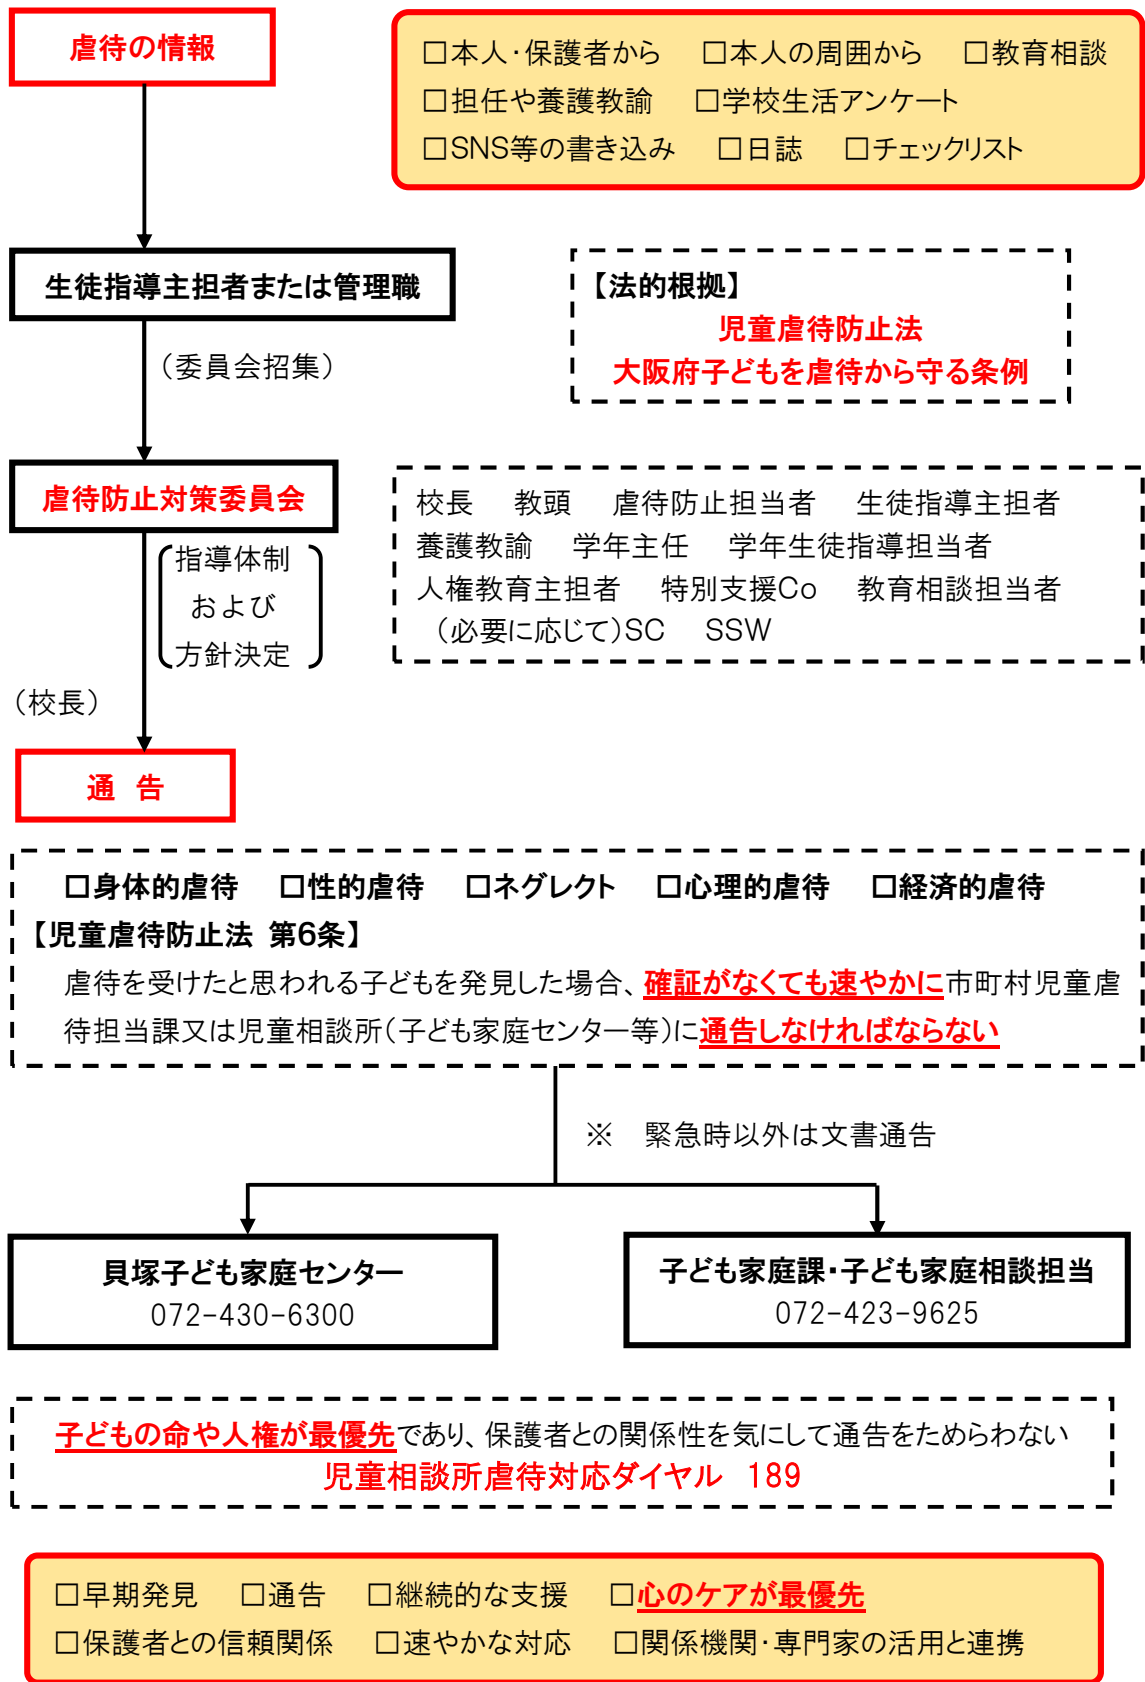 虐待の情報
□本人・保護者から　□本人の周囲から　□教育相談
□担任や養護教諭　□学校生活アンケート
□SNS等の書き込み　□日誌　□チェックリスト
生徒指導主担者または管理職
（委員会招集）
【法的根拠】
児童虐待防止法
大阪府子どもを虐待から守る条例
虐待防止対策委員会
校長　教頭　虐待防止担当者　生徒指導主担者
養護教諭　学年主任　学年生徒指導担当者
人権教育主担者　特別支援Co　教育相談担当者
（必要に応じて）SC　SSW
指導体制
および
方針決定
（校長）
通　告
□身体的虐待　□性的虐待　□ネグレクト　□心理的虐待　□経済的虐待
【児童虐待防止法 第6条】
虐待を受けたと思われる子どもを発見した場合、確証がなくても速やかに市町村児童虐
待担当課又は児童相談所（子ども家庭センター等）に通告しなければならない
※　緊急時以外は文書通告
貝塚子ども家庭センター
072-430-6300
子ども家庭課・子ども家庭相談担当
072-423-9625
子どもの命や人権が最優先であり、保護者との関係性を気にして通告をためらわない
児童相談所虐待対応ダイヤル　189
□早期発見　□通告　□継続的な支援　□心のケアが最優先
□保護者との信頼関係　□速やかな対応　□関係機関・専門家の活用と連携